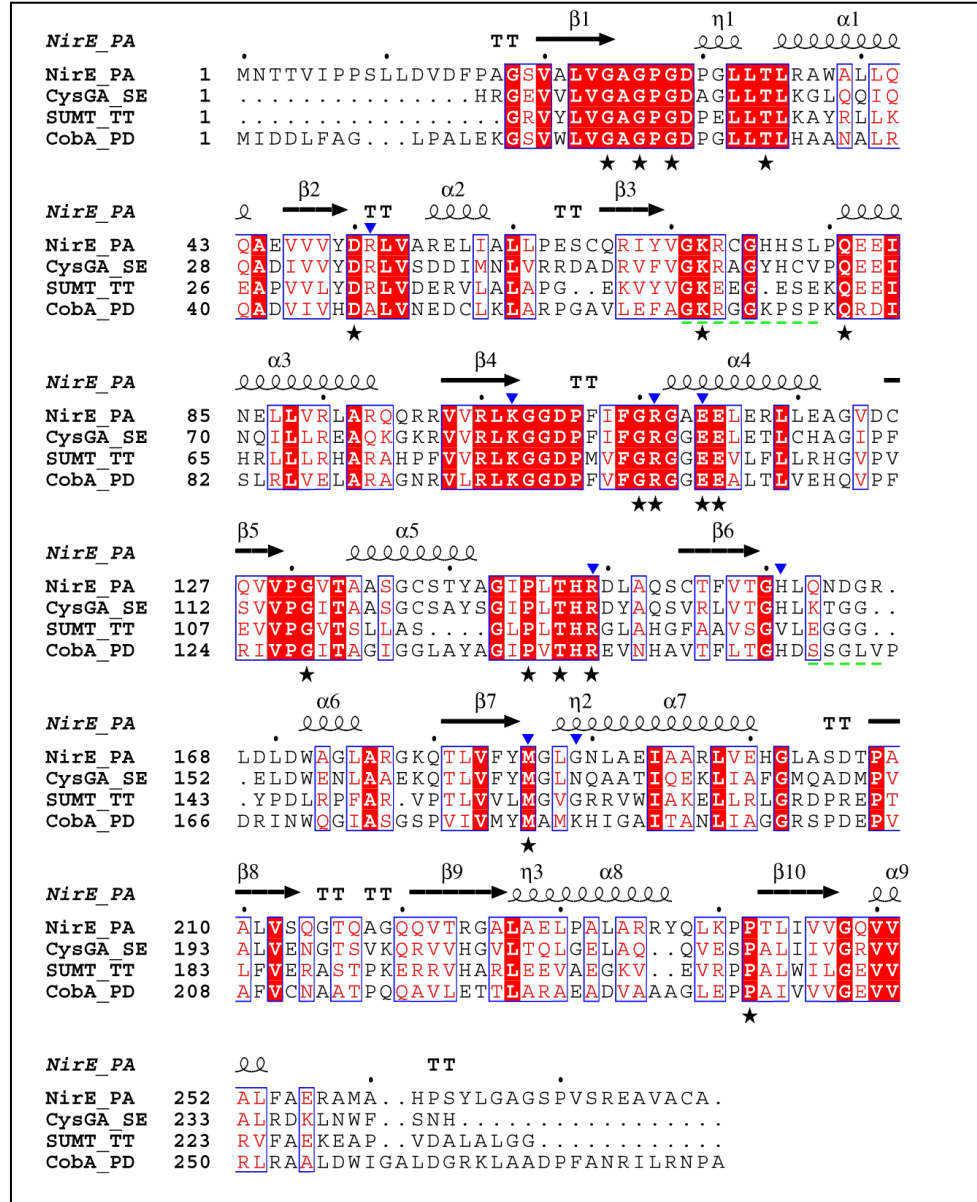 β1 η1 α1
NirE_PA TT
NirE_PA 1 MNTTVIPPSLLDVDFPAGSVALVGAGPGDPGLLTLRAWALLQ
CysGA_SE 1 ...............HRGEVVLVGAGPGDAGLLTLKGLQQIQ
SUMT_TT 1 .................GRVYLVGAGPGDPELLTLKAYRLLK
CobA_PD 1 MIDDLFAG...LPALEKGSVWLVGAGPGDPGLLTLHAANALR
β2 α2 β3
NirE_PA TT TT
NirE_PA 43 QAEVVVYDRLVARELIALLPESCQRIYVGKRCGHHSLPQEEI
CysGA_SE 28 QADIVVYDRLVSDDIMNLVRRDADRVFVGKRAGYHCVPQEEI
SUMT_TT 26 EAPVVLYDRLVDERVLALAPG..EKVYVGKEEG.ESEKQEEI
CobA_PD 40 QADIVIHDALVNEDCLKLARPGAVLEFAGKRGGKPSPKQRDI
α3 β4 α4
NirE_PA TT
NirE_PA 85 NELLVRLARQQRRVVRLKGGDPFIFGRGAEELERLLEAGVDC
CysGA_SE 70 NQILLREAQKGKRVVRLKGGDPFIFGRGGEELETLCHAGIPF
SUMT_TT 65 HRLLLRHARAHPFVVRLKGGDPMVFGRGGEEVLFLLRHGVPV
CobA_PD 82 SLRLVELARAGNRVLRLKGGDPFVFGRGGEEALTLVEHQVPF
β5 α5 β6
NirE_PA
NirE_PA 127 QVVPGVTAASGCSTYAGIPLTHRDLAQSCTFVTGHLQNDGR.
CysGA_SE 112 SVVPGITAASGCSAYSGIPLTHRDYAQSVRLVTGHLKTGG..
SUMT_TT 107 EVVPGVTSLLAS....GLPLTHRGLAHGFAAVSGVLEGGG..
CobA_PD 124 RIVPGITAGIGGLAYAGIPVTHREVNHAVTFLTGHDSSGLVP
α6 β7 η2 α7
NirE_PA TT
NirE_PA 168 LDLDWAGLARGKQTLVFYMGLGNLAEIAARLVEHGLASDTPA
CysGA_SE 152 .ELDWENLAAEKQTLVFYMGLNQAATIQEKLIAFGMQADMPV
SUMT_TT 143 .YPDLRPFAR.VPTLVVLMGVGRRVWIAKELLRLGRDPREPT
CobA_PD 166 DRINWQGIASGSPVIVMYMAMKHIGAITANLIAGGRSPDEPV
β8 β9 η3 α8 β10 α9
NirE_PA TT TT
NirE_PA 210 ALVSQGTQAGQQVTRGALAELPALARRYQLKPPTLIVVGQVV
CysGA_SE 193 ALVENGTSVKQRVVHGVLTQLGELAQ..QVESPALIIVGRVV
SUMT_TT 183 LFVERASTPKERRVHARLEEVAEGKV..EVRPPALWILGEVV
CobA_PD 208 AFVCNAATPQQAVLETTLARAEADVAAAGLEPPAIVVVGEVV
NirE_PA TT
NirE_PA 252 ALFAERAMA..HPSYLGAGSPVSREAVACA.
CysGA_SE 233 ALRDKLNWF..SNH.................
SUMT_TT 223 RVFAEKEAP..VDALALGG............
CobA_PD 250 RLRAALDWIGALDGRKLAADPFANRILRNPA